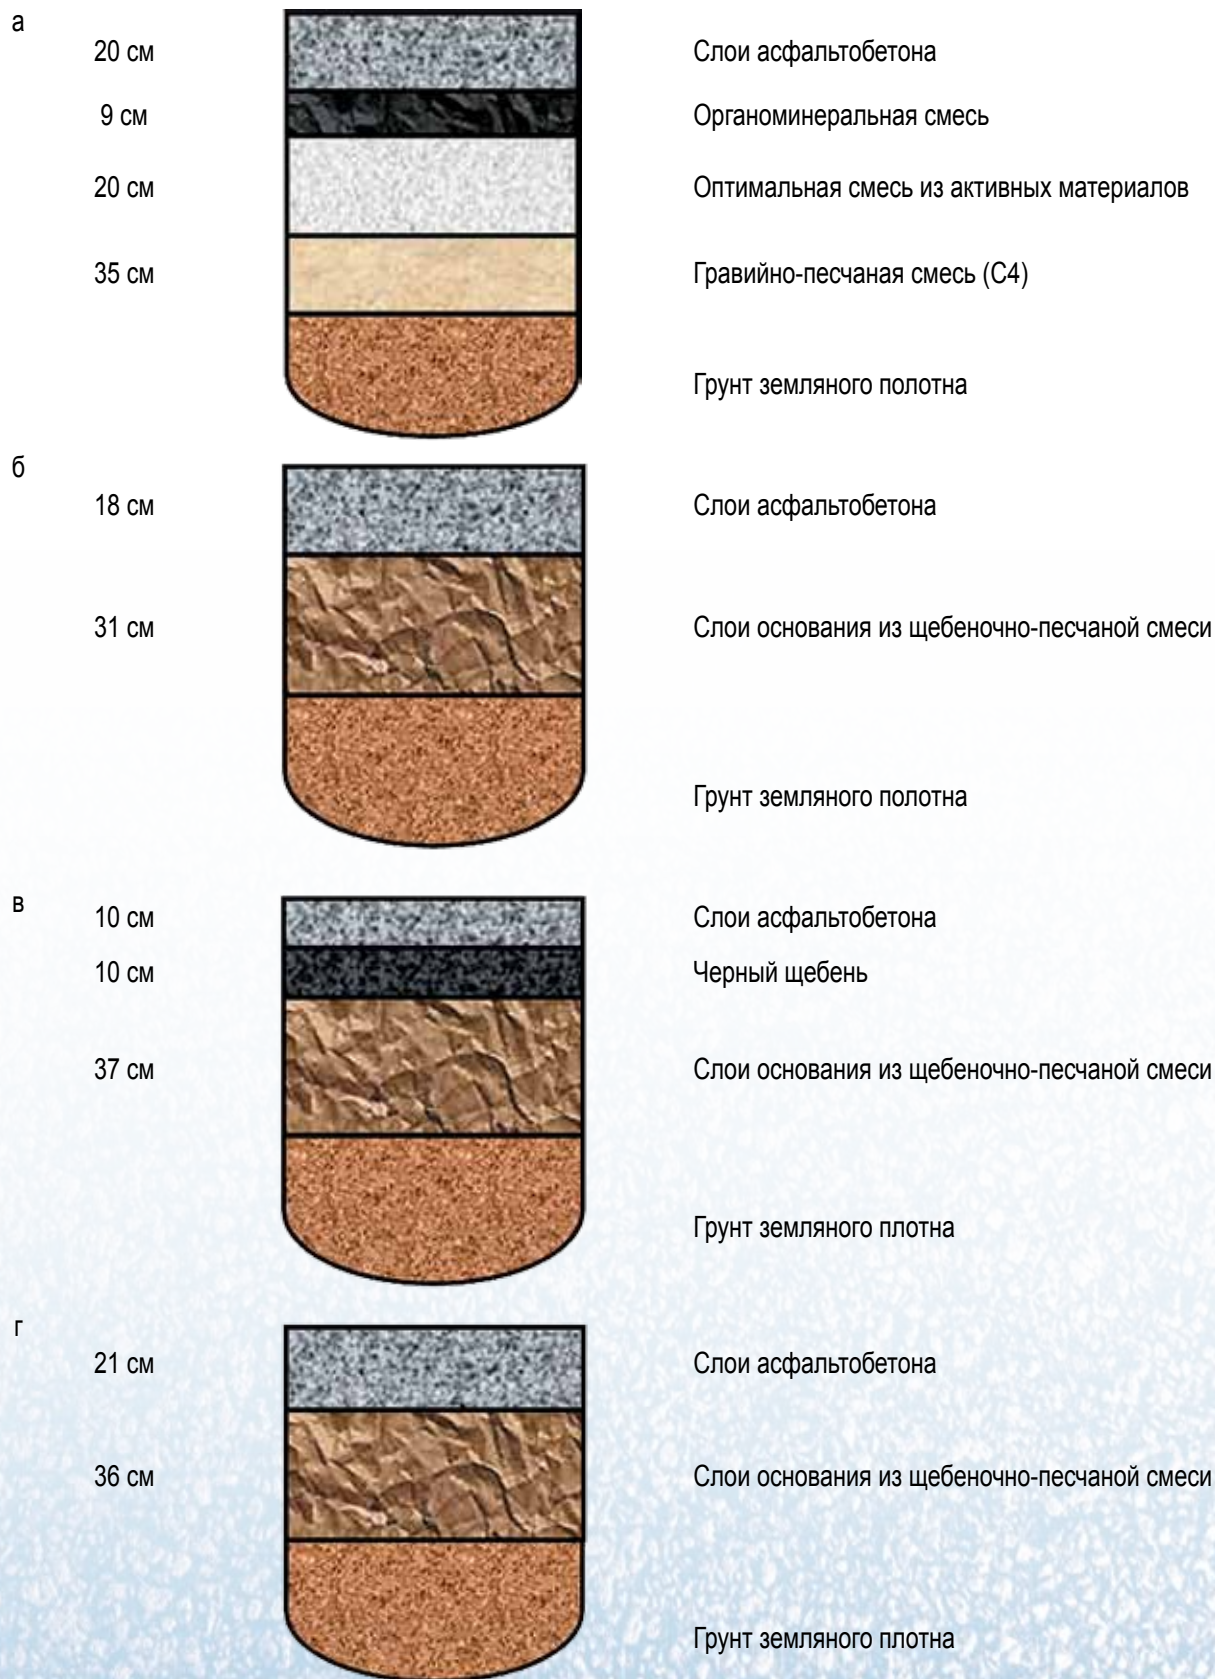 а
20 см Слои асфальтобетона
9 см Органоминеральная смесь
20 см Оптимальная смесь из активных материалов
35 см Гравийно-песчаная смесь (С4)
Грунт земляного полотна
б
18 см Слои асфальтобетона
31 см Слои основания из щебеночно-песчаной смеси
Грунт земляного полотна
в
10 см Слои асфальтобетона
10 см Черный щебень
37 см Слои основания из щебеночно-песчаной смеси
Грунт земляного плотна
г
21 см Слои асфальтобетона
36 см Слои основания из щебеночно-песчаной смеси
Грунт земляного плотна